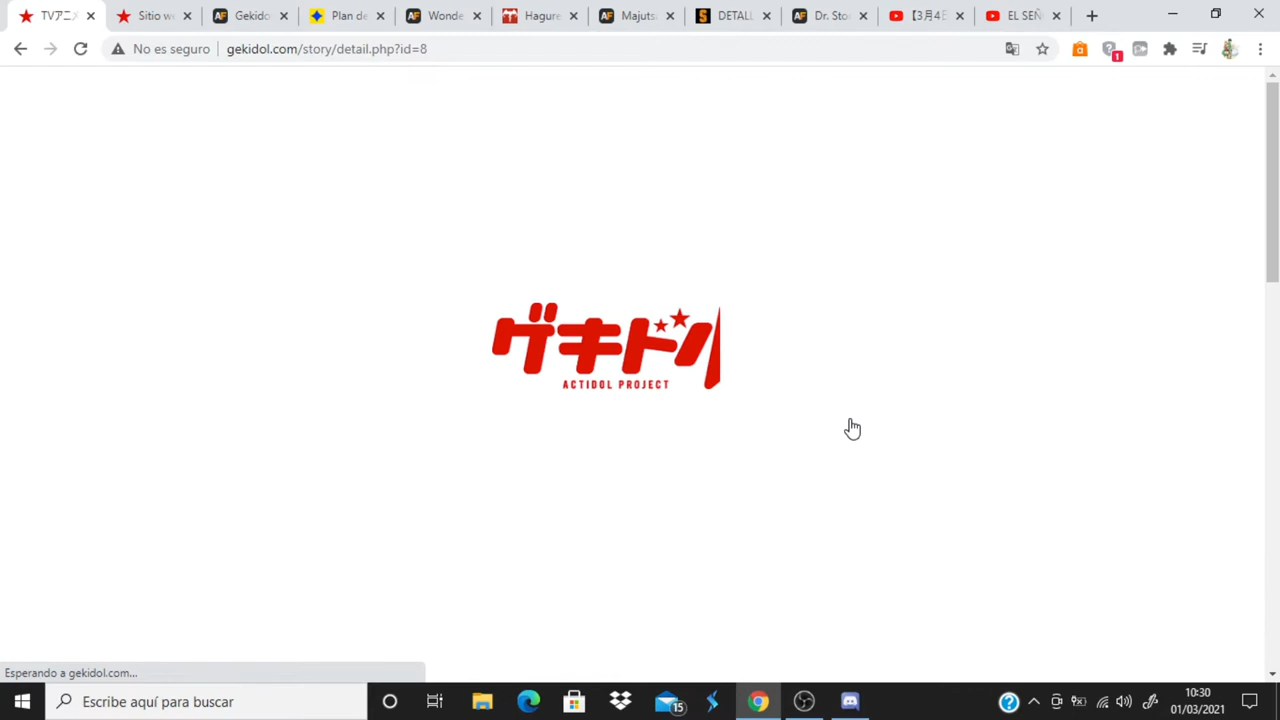 TVアニメ
Sitio w
Gekido
Plan de
Wonde
Hagure
Majuts
DETALL
Dr. Sto
【3月4日
EL SEÑ
No es seguro
gekidol.com/story/detail.php?id=8
1
ゲキドル
ACTIDOL PROJECT
Esperando a gekidol.com...
Escribe aquí para buscar
15
10:30
01/03/2021